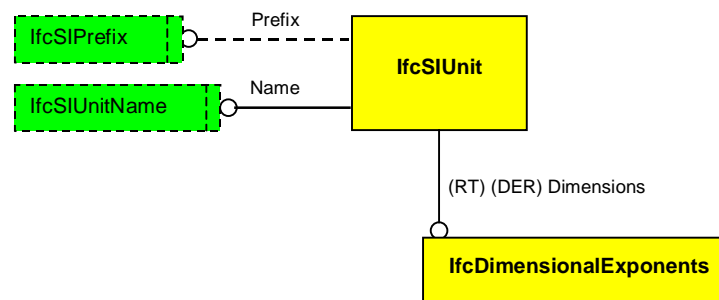 IfcSIPrefix
Prefix
IfcSIUnit
IfcSIUnitName
Name
(RT) (DER) Dimensions
IfcDimensionalExponents